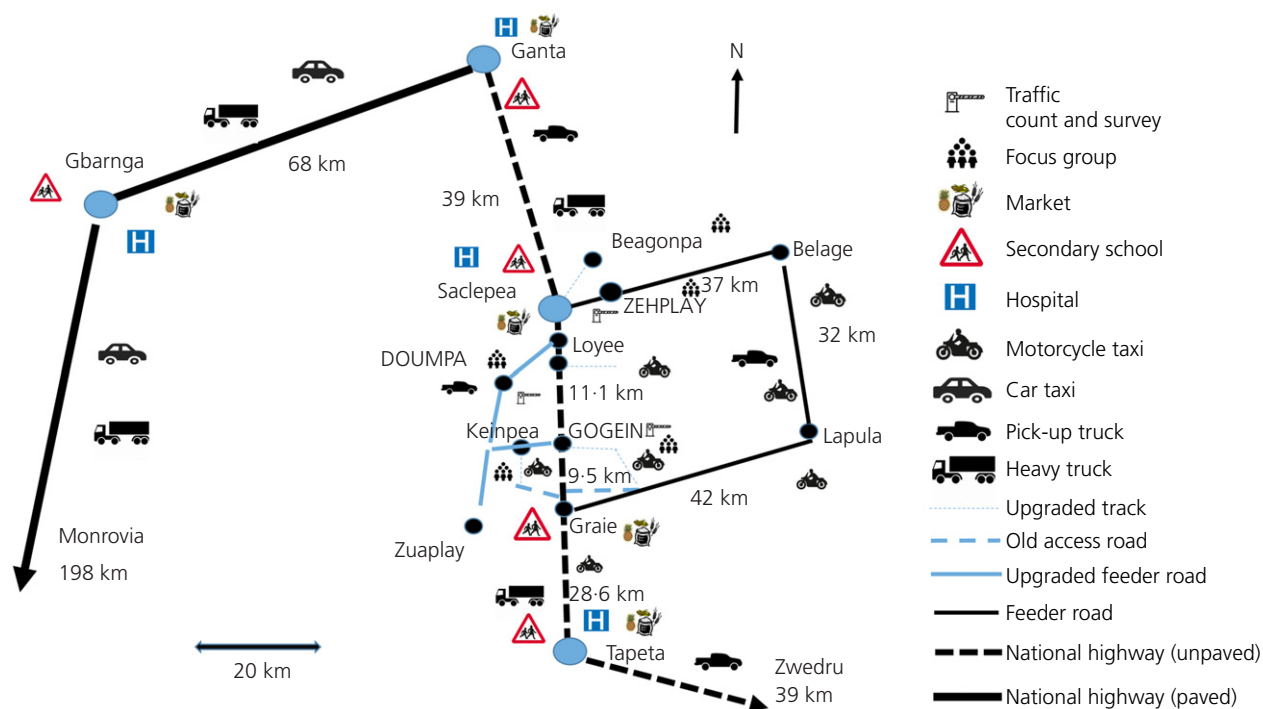 Ganta
N
Gbarnga
68 km
39 km
Beagonpa
Belage
Saclepea
37 km
ZEHPLAY
32 km
Loyee
DOUMPA
11·1 km
Keinpea
GOGEIN
Lapula
9·5 km
42 km
Graie
Zuaplay
Monrovia
198 km
28·6 km
20 km
Tapeta
Zwedru
39 km
Traffic
count and survey
Focus group
Market
Secondary school
H Hospital
Motorcycle taxi
Car taxi
Pick-up truck
Heavy truck
Upgraded track
Old access road
Upgraded feeder road
Feeder road
National highway (unpaved)
National highway (paved)
H
H
H
H